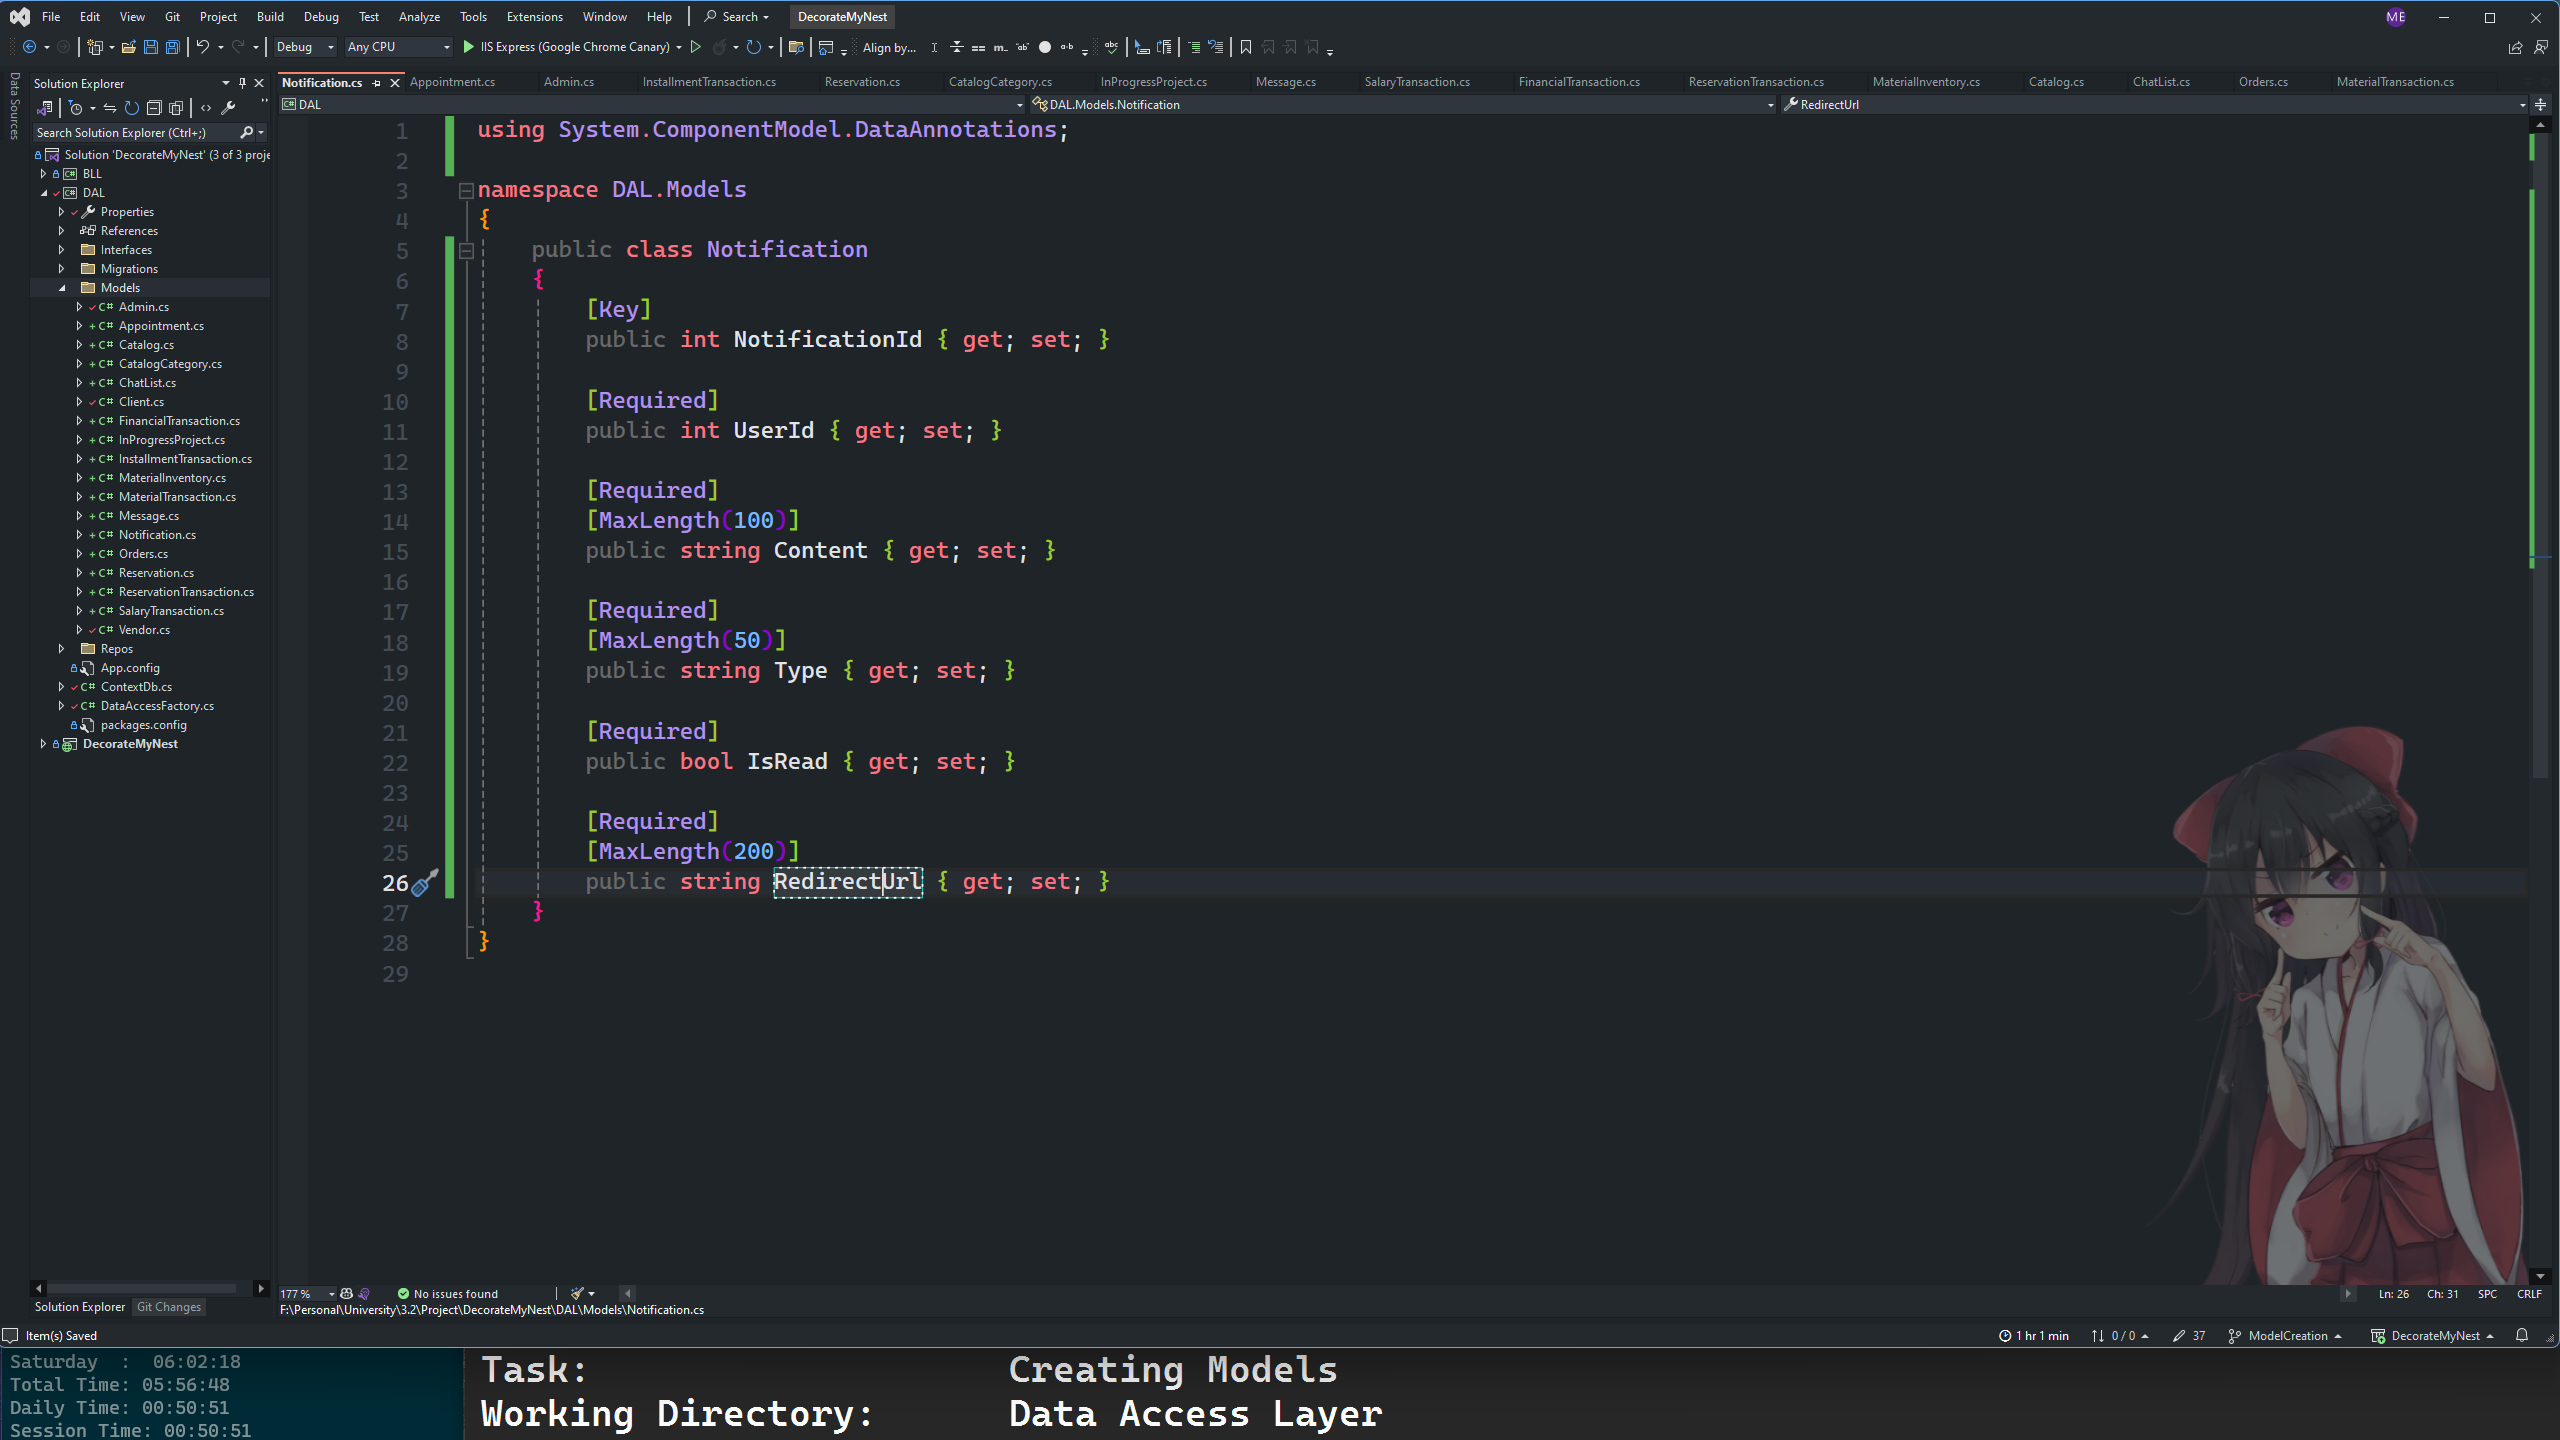 File Edit View Git Project Build Debug Test Analyze Tools Extensions Window Help Search DecorateMyNest ME
Debug Any CPU IIS Express (Google Chrome Canary) Align by...
Data Sources
Solution Explorer
Search Solution Explorer (Ctrl+;)
Solution 'DecorateMyNest' (3 of 3 proje
BLL
DAL
Properties
References
Interfaces
Migrations
Models
C# Admin.cs
C# Appointment.cs
C# Catalog.cs
C# CatalogCategory.cs
C# ChatList.cs
C# Client.cs
C# FinancialTransaction.cs
C# InProgressProject.cs
C# InstallmentTransaction.cs
C# MaterialInventory.cs
C# MaterialTransaction.cs
C# Message.cs
C# Notification.cs
C# Orders.cs
C# Reservation.cs
C# ReservationTransaction.cs
C# SalaryTransaction.cs
C# Vendor.cs
Repos
App.config
C# ContextDb.cs
C# DataAccessFactory.cs
packages.config
DecorateMyNest
Solution Explorer Git Changes
Notification.cs Appointment.cs Admin.cs InstallmentTransaction.cs Reservation.cs CatalogCategory.cs InProgressProject.cs Message.cs SalaryTransaction.cs FinancialTransaction.cs ReservationTransaction.cs MaterialInventory.cs Catalog.cs ChatList.cs Orders.cs MaterialTransaction.cs
DAL DAL.Models.Notification RedirectUrl
1 using System.ComponentModel.DataAnnotations;
2
3 namespace DAL.Models
4 {
5 public class Notification
6 {
7 [Key]
8 public int NotificationId { get; set; }
9
10 [Required]
11 public int UserId { get; set; }
12
13 [Required]
14 [MaxLength(100)]
15 public string Content { get; set; }
16
17 [Required]
18 [MaxLength(50)]
19 public string Type { get; set; }
20
21 [Required]
22 public bool IsRead { get; set; }
23
24 [Required]
25 [MaxLength(200)]
26 public string RedirectUrl { get; set; }
27 }
28 }
29
177 % No issues found Ln: 26 Ch: 31 SPC CRLF
F:\Personal\University\3.2\Project\DecorateMyNest\DAL\Models\Notification.cs
Item(s) Saved 1 hr 1 min 0 / 0 37 ModelCreation DecorateMyNest
Saturday : 06:02:18
Total Time: 05:56:48
Daily Time: 00:50:51
Session Time: 00:50:51
Task: Creating Models
Working Directory: Data Access Layer